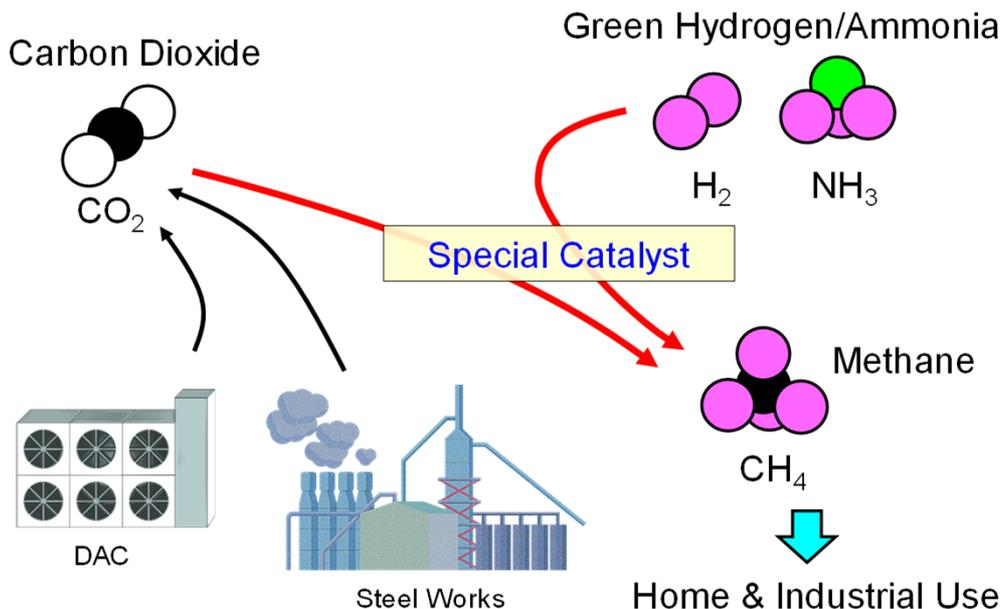 Green Hydrogen/Ammonia
Carbon Dioxide
H₂
NH₃
CO₂
Special Catalyst
Methane
CH₄
DAC
Steel Works
Home & Industrial Use